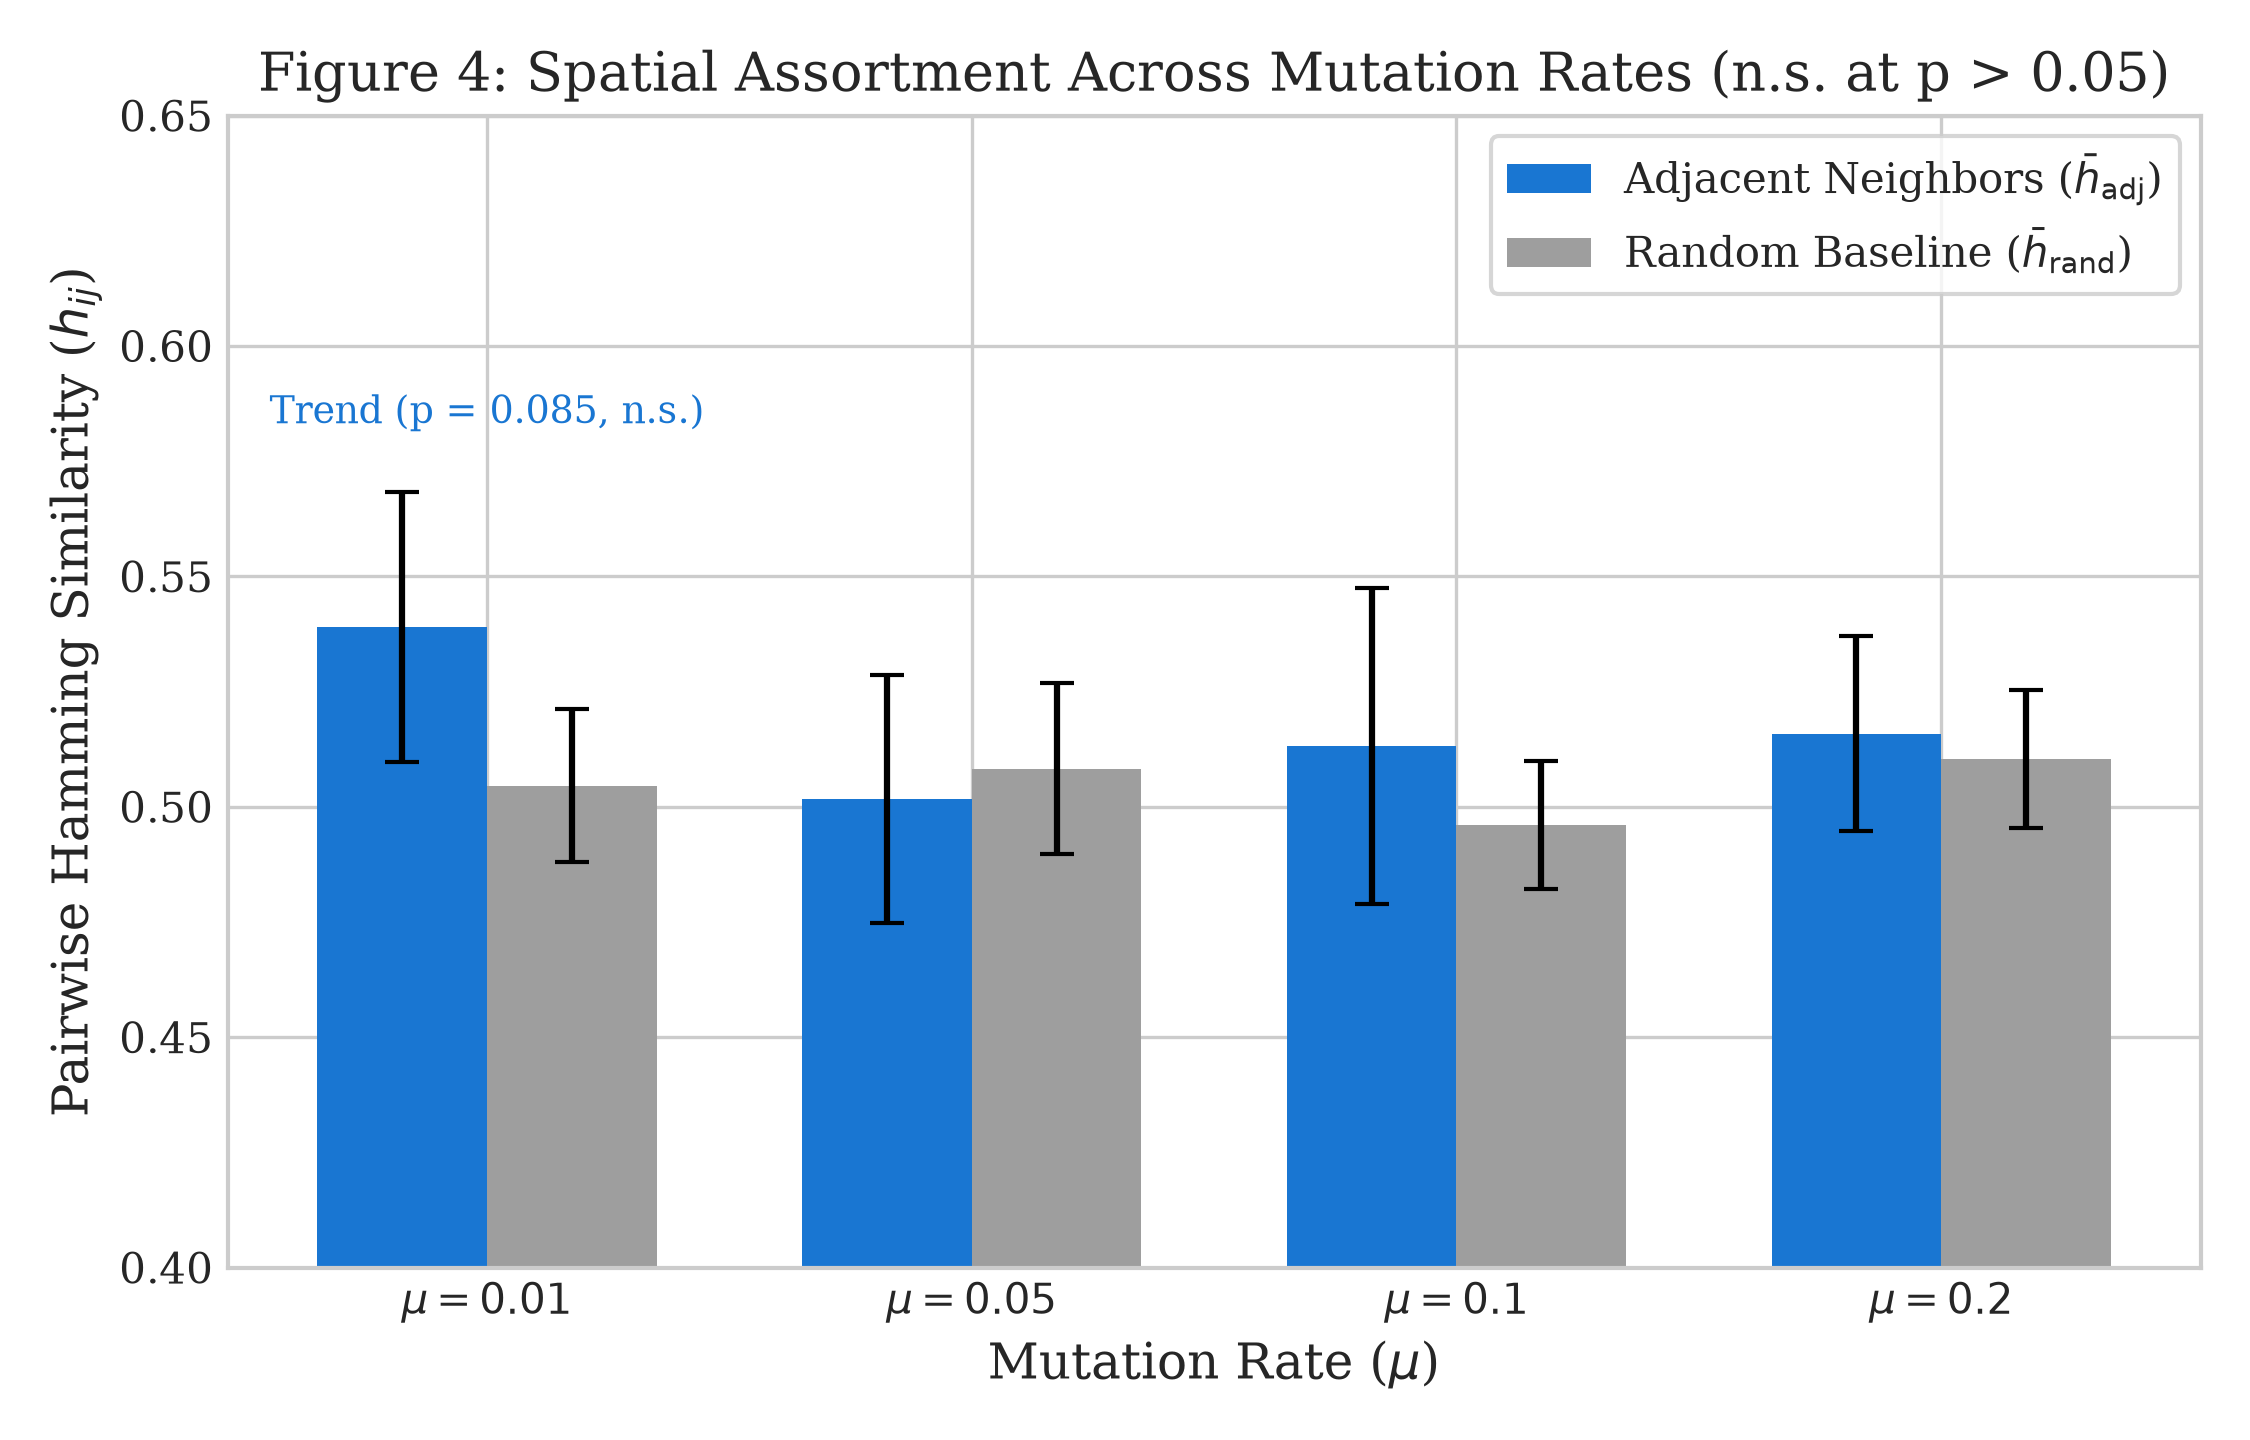 Figure 4: Spatial Assortment Across Mutation Rates (n.s. at p > 0.05)
Adjacent Neighbors (h̄adj)
Random Baseline (h̄rand)
Trend (p = 0.085, n.s.)
Pairwise Hamming Similarity (hij)
0.65
0.60
0.55
0.50
0.45
0.40
μ = 0.01
μ = 0.05
μ = 0.1
μ = 0.2
Mutation Rate (μ)